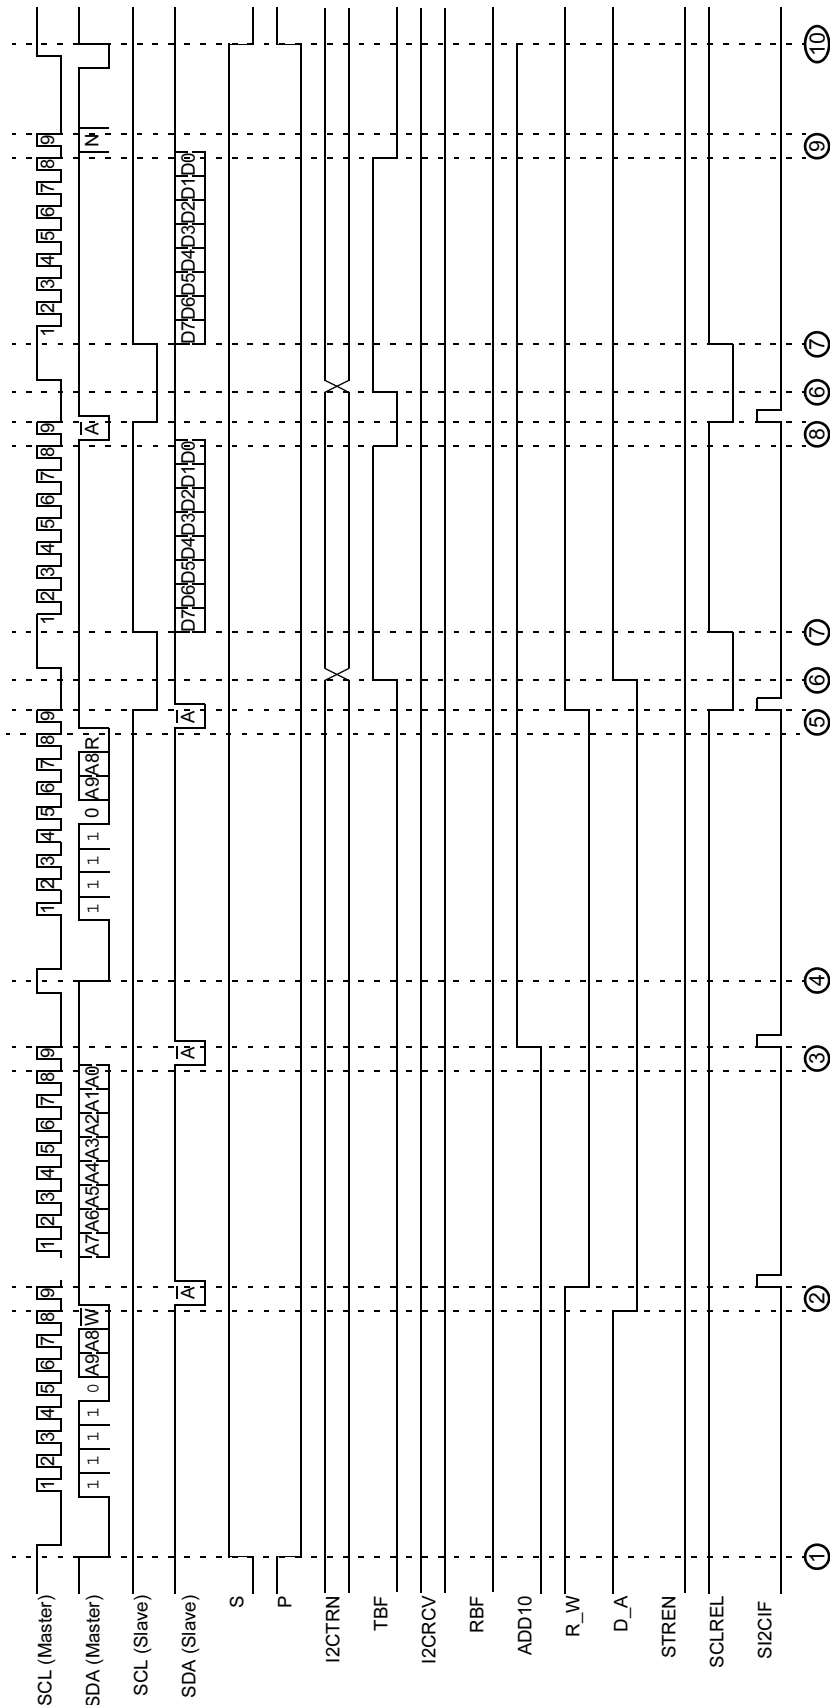 SCL (Master) 1 2 3 4 5 6 7 8 9 1 2 3 4 5 6 7 8 9 1 2 3 4 5 6 7 8 9 1 2 3 4 5 6 7 8 9 1 2 3 4 5 6 7 8 9
SDA (Master) 1 1 1 1 0 A9 A8 W̅ A7 A6 A5 A4 A3 A2 A1 A0 1 1 1 1 0 A9 A8 R A̅ N
SCL (Slave)
SDA (Slave) A̅ A̅ A̅ D7 D6 D5 D4 D3 D2 D1 D0 D7 D6 D5 D4 D3 D2 D1 D0
S
P
I2CTRN
TBF
I2CRCV
RBF
ADD10
R_W
D_A
STREN
SCLREL
SI2CIF
1 2 3 4 5 6 7 8 6 7 9 10